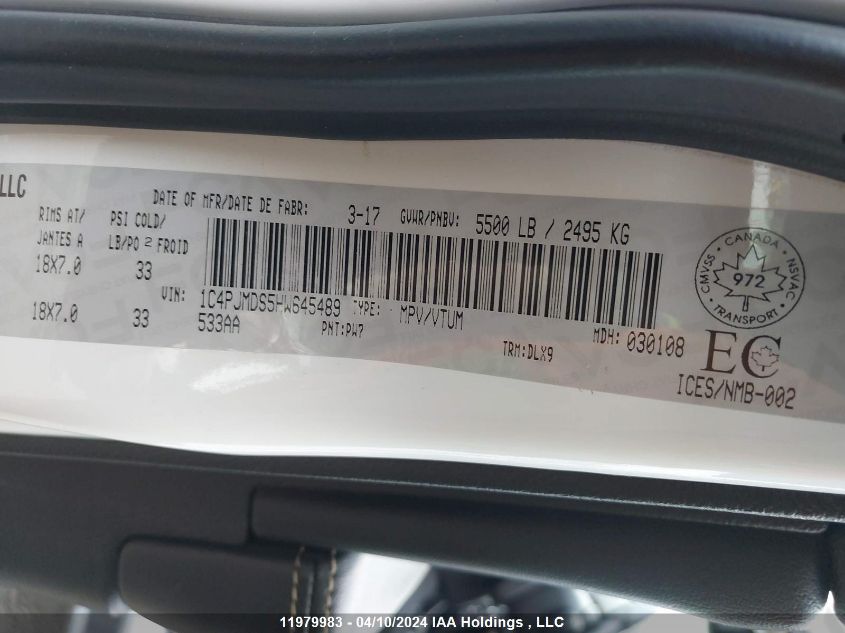 LLC
DATE OF MFR/DATE DE FABR: 3-17 GVWR/PNBV: 5500 LB / 2495 KG
RIMS AT/ PSI COLD/
JANTES A LB/PO 2 FROID
18X7.0 33
18X7.0 33
VIN: 1C4PJMDS5HW645489 TYPE: MPV/VTUM
533AA PNT:PW7 TRM:DLX9 MDH: 030108
CANADA
CMVSS 972 NSVAC
TRANSPORT
EC
ICES/NMB-002
11979983 - 04/10/2024 IAA Holdings , LLC